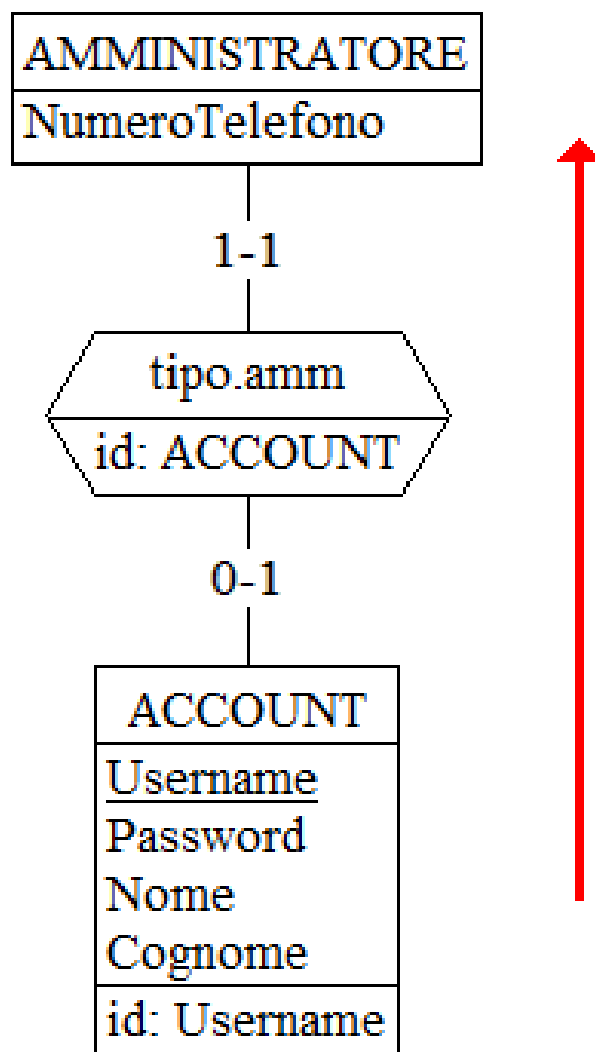 AMMINISTRATORE
NumeroTelefono
1-1
tipo.amm
id: ACCOUNT
0-1
ACCOUNT
Username
Password
Nome
Cognome
id: Username